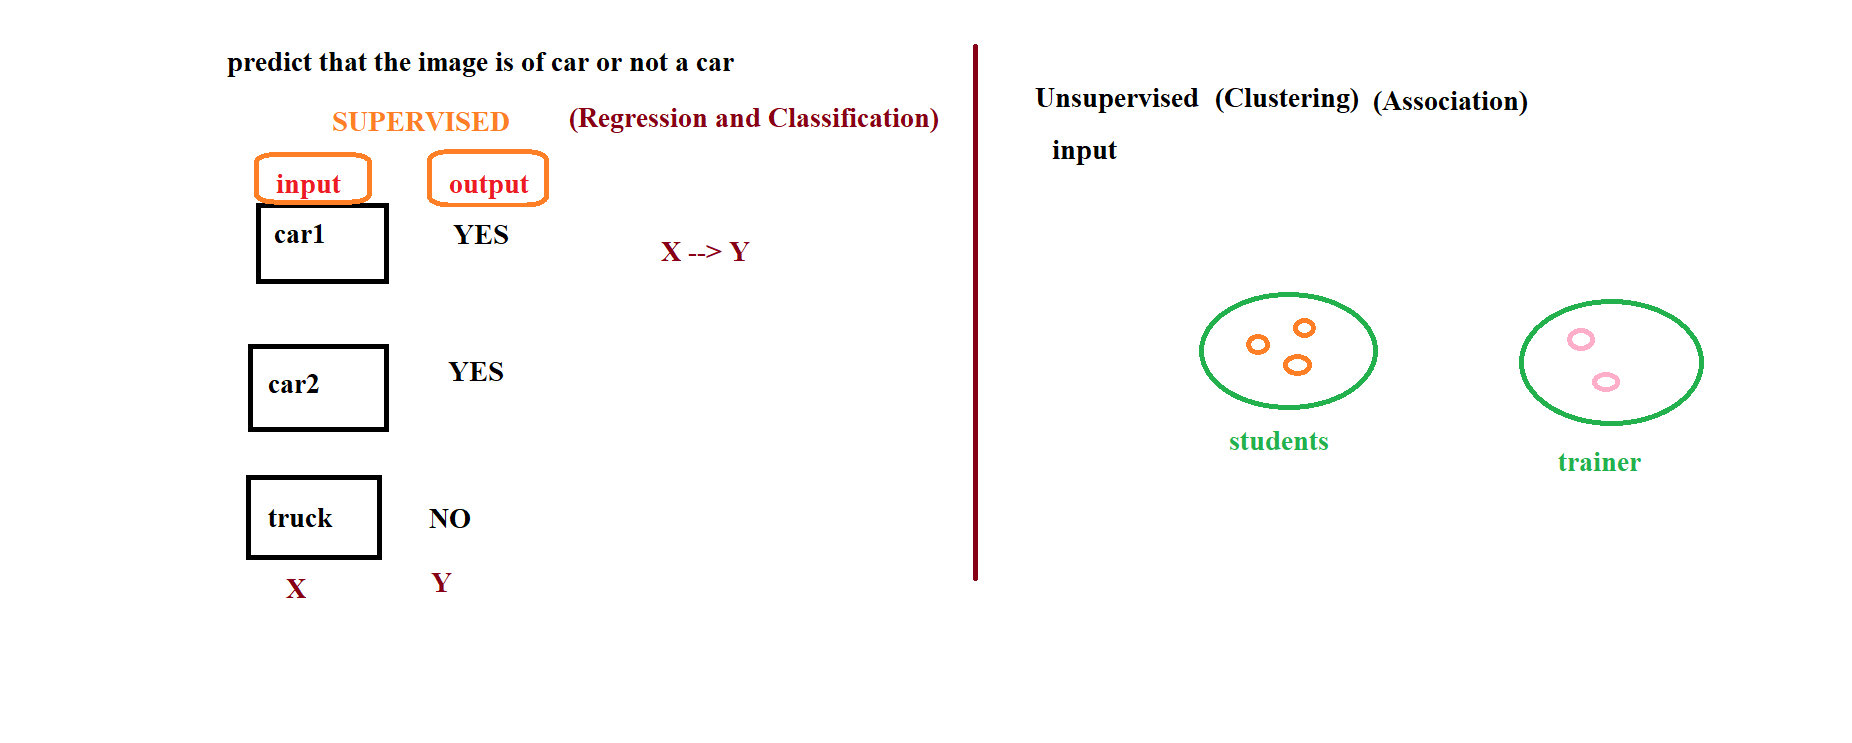 predict that the image is of car or not a car
SUPERVISED (Regression and Classification)
input output
car1 YES
X --> Y
car2 YES
truck NO
X Y
Unsupervised (Clustering) (Association)
input
students
trainer